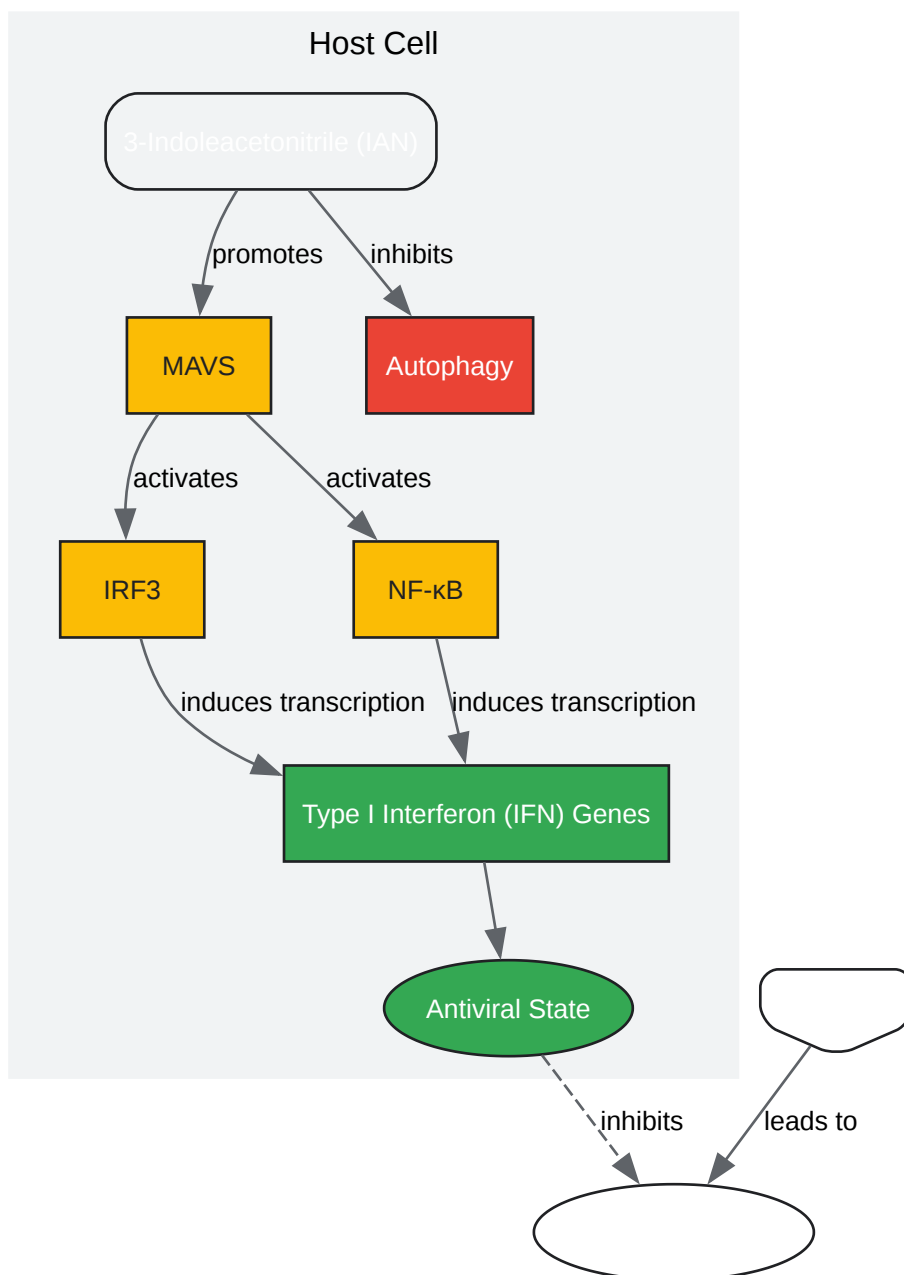 Host Cell
3-Indoleacetonitrile (IAN)
promotes
inhibits
MAVS
Autophagy
activates
activates
IRF3
NF-κB
induces transcription
induces transcription
Type I Interferon (IFN) Genes
Antiviral State
inhibits
leads to